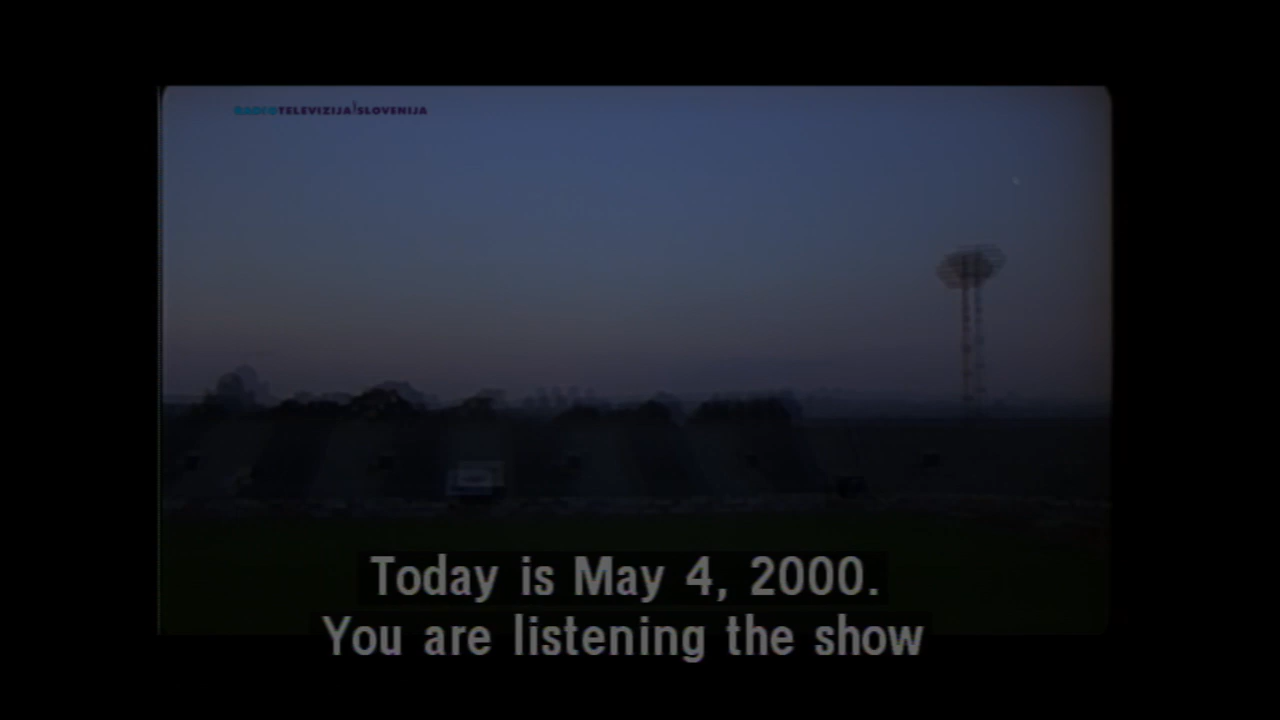 RADIOTELEVIZIJA SLOVENIJA
Today is May 4, 2000.
You are listening the show